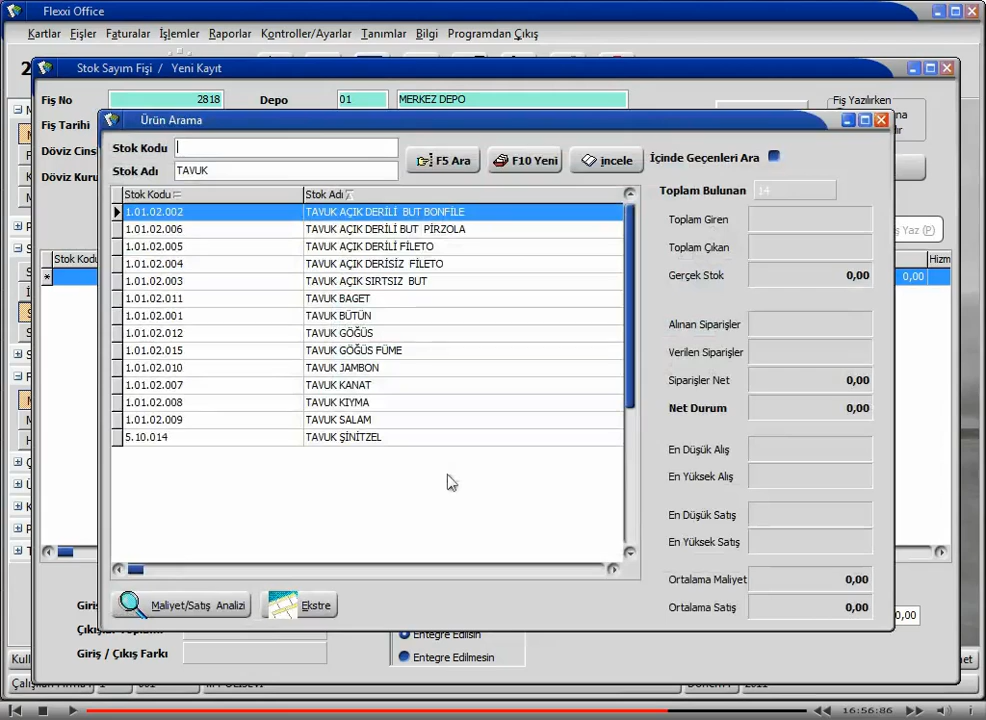 Flexxi Office
Kartlar Fişler Faturalar İşlemler Raporlar Kontroller/Ayarlar Tanımlar Bilgi Programdan Çıkış
Stok Sayım Fişi / Yeni Kayıt
Fiş No 2818 Depo 01 MERKEZ DEPO
Fiş Yazılırken
Fiş Tarihi
Döviz Cinsi
Döviz Kuru
Ürün Arama
Stok Kodu
Stok Adı TAVUK
F5 Ara F10 Yeni incele
İçinde Geçenleri Ara
Toplam Bulunan 14
Stok Kodu Stok Adı
1.01.02.002 TAVUK AÇIK DERİLİ BUT BONFİLE
1.01.02.006 TAVUK AÇIK DERİLİ BUT PİRZOLA
1.01.02.005 TAVUK AÇIK DERİLİ FİLETO
1.01.02.004 TAVUK AÇIK DERİSİZ FİLETO
1.01.02.003 TAVUK AÇIK SIRTSIZ BUT
1.01.02.011 TAVUK BAGET
1.01.02.001 TAVUK BÜTÜN
1.01.02.012 TAVUK GÖĞÜS
1.01.02.015 TAVUK GÖĞÜS FÜME
1.01.02.010 TAVUK JAMBON
1.01.02.007 TAVUK KANAT
1.01.02.008 TAVUK KIYMA
1.01.02.009 TAVUK SALAM
5.10.014 TAVUK ŞİNİTZEL
Toplam Giren
Toplam Çıkan
Gerçek Stok 0,00
Alınan Siparişler
Verilen Siparişler
Siparişler Net 0,00
Net Durum 0,00
En Düşük Alış
En Yüksek Alış
En Düşük Satış
En Yüksek Satış
Ortalama Maliyet 0,00
Ortalama Satış 0,00
Maliyet/Satış Analizi Ekstre
Yaz (P)
Stok Kodu
0,00
Hizm
0,00
Entegre Edilsin
Giriş / Çıkış Farkı
Entegre Edilmesin
16:56:86